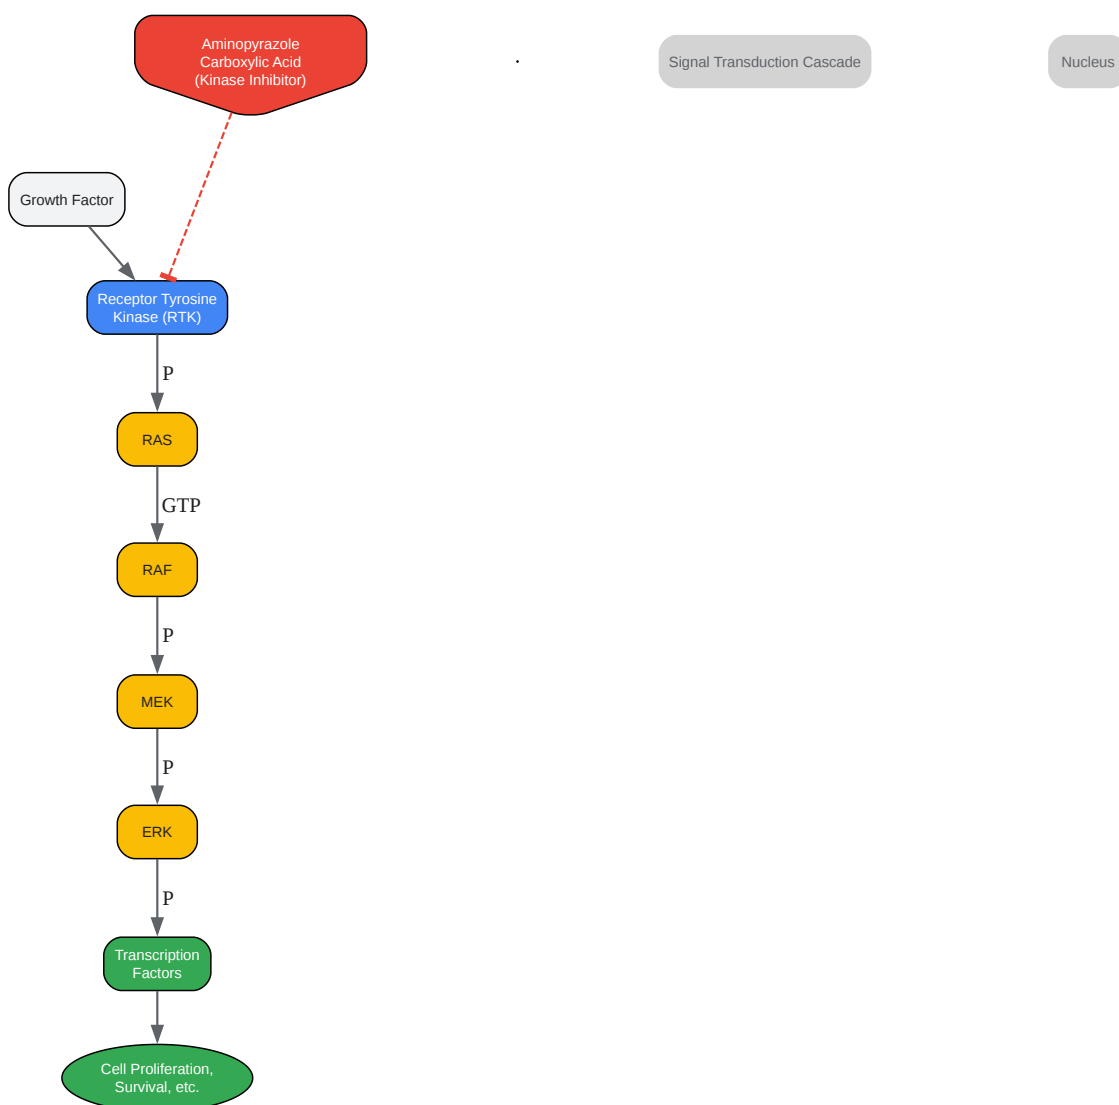 Aminopyrazole
Carboxylic Acid
(Kinase Inhibitor)
.
Signal Transduction Cascade
Nucleus
Growth Factor
Receptor Tyrosine
Kinase (RTK)
P
RAS
GTP
RAF
P
MEK
P
ERK
P
Transcription
Factors
Cell Proliferation,
Survival, etc.